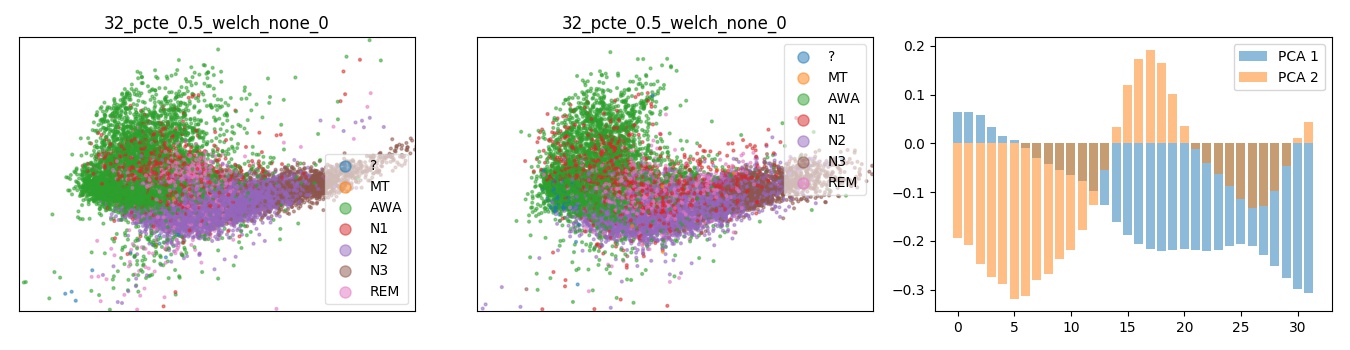 32_pcte_0.5_welch_none_0
?
MT
AWA
N1
N2
N3
REM
32_pcte_0.5_welch_none_0
?
MT
AWA
N1
N2
N3
REM
PCA 1
PCA 2
0.2
0.1
0.0
−0.1
−0.2
−0.3
0 5 10 15 20 25 30